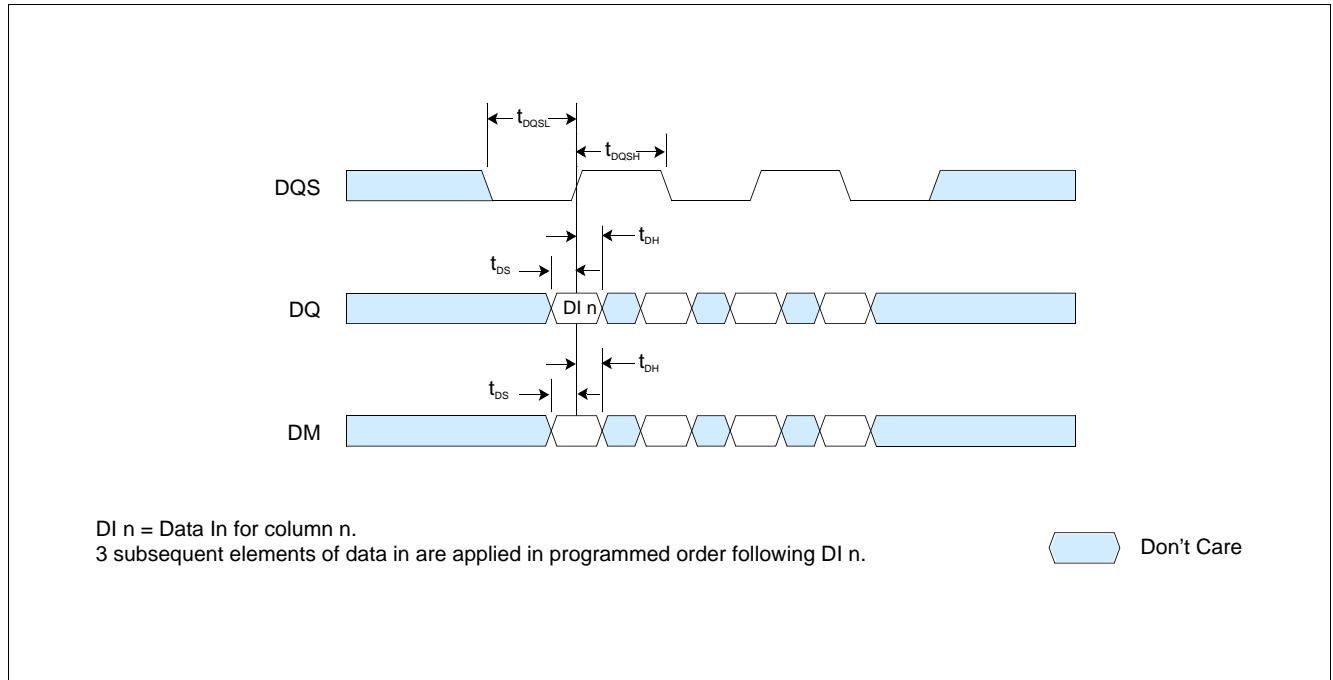 tDQSL
tDQSH
DQS
tDH
tDS
DQ
DI n
tDH
tDS
DM
DI n = Data In for column n.
3 subsequent elements of data in are applied in programmed order following DI n.
Don't Care